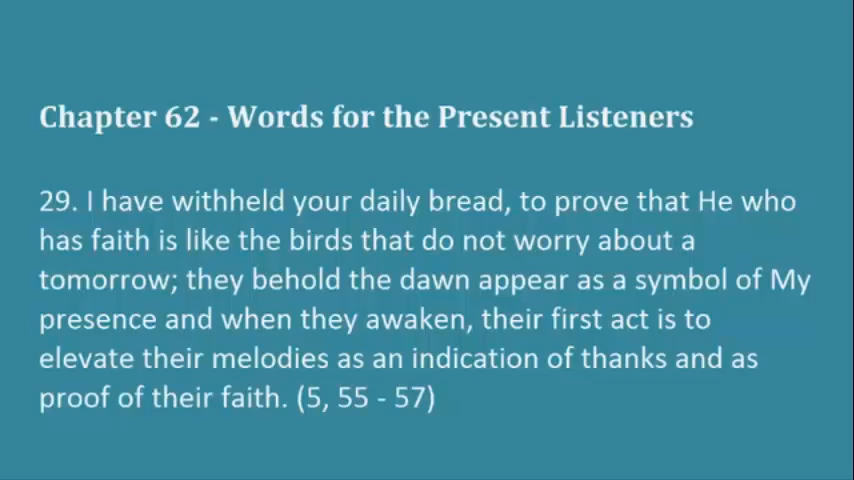 Chapter 62 - Words for the Present Listeners
29. I have withheld your daily bread, to prove that He who
has faith is like the birds that do not worry about a
tomorrow; they behold the dawn appear as a symbol of My
presence and when they awaken, their first act is to
elevate their melodies as an indication of thanks and as
proof of their faith. (5, 55 - 57)